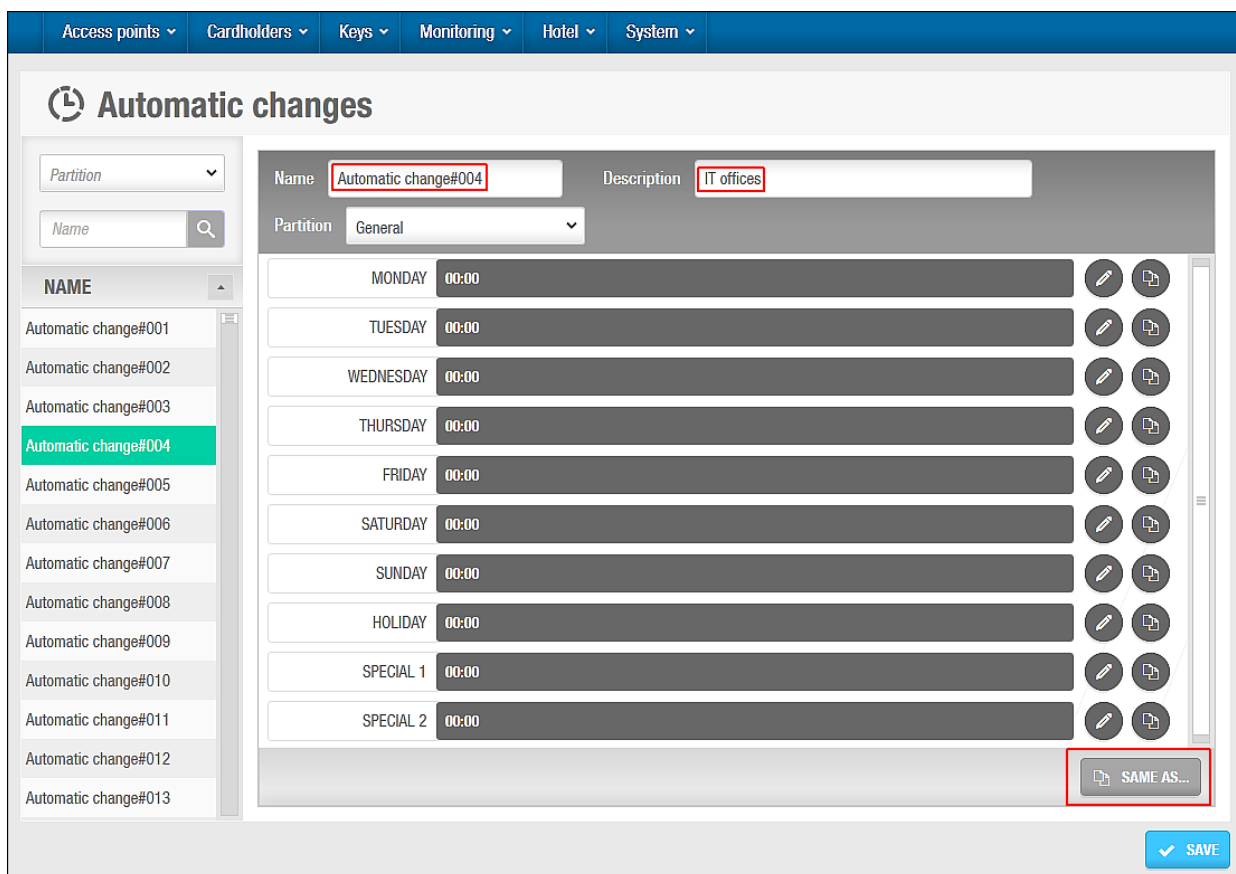 Access points Cardholders Keys Monitoring Hotel System
Automatic changes
Partition
Name
NAME
Automatic change#001
Automatic change#002
Automatic change#003
Automatic change#004
Automatic change#005
Automatic change#006
Automatic change#007
Automatic change#008
Automatic change#009
Automatic change#010
Automatic change#011
Automatic change#012
Automatic change#013
Name Automatic change#004 Description IT offices
Partition General
MONDAY 00:00
TUESDAY 00:00
WEDNESDAY 00:00
THURSDAY 00:00
FRIDAY 00:00
SATURDAY 00:00
SUNDAY 00:00
HOLIDAY 00:00
SPECIAL 1 00:00
SPECIAL 2 00:00
SAME AS...
SAVE